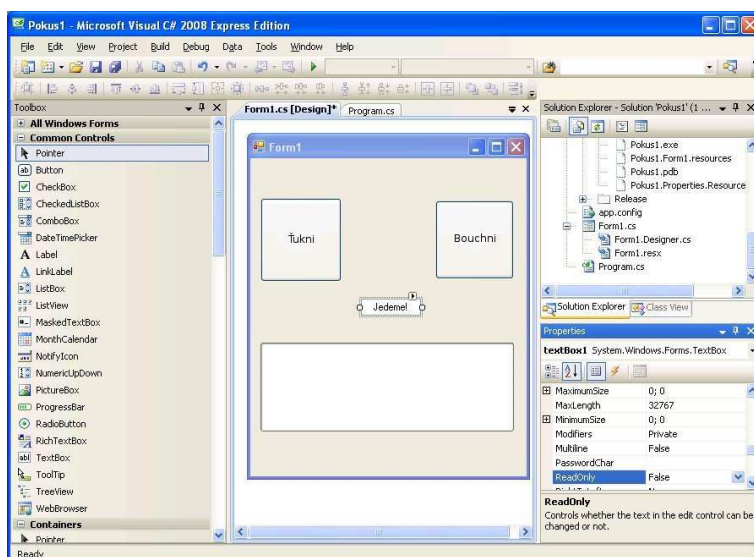 Pokus1 - Microsoft Visual C# 2008 Express Edition
File Edit View Project Build Debug Data Tools Window Help
Toolbox
All Windows Forms
Common Controls
Pointer
Button
CheckBox
CheckedListBox
ComboBox
DateTimePicker
Label
LinkLabel
ListBox
ListView
MaskedTextBox
MonthCalendar
NotifyIcon
NumericUpDown
PictureBox
ProgressBar
RadioButton
RichTextBox
TextBox
ToolTip
TreeView
WebBrowser
Containers
Pointer
Ready
Form1.cs [Design]* Program.cs
Form1
Ťukni
Bouchni
Jedeme!
Solution Explorer - Solution 'Pokus1' (1 ...
Pokus1.exe
Pokus1.Form1.resources
Pokus1.pdb
Pokus1.Properties.Resource
Release
app.config
Form1.cs
Form1.Designer.cs
Form1.resx
Program.cs
Solution Explorer Class View
Properties
textBox1 System.Windows.Forms.TextBox
MaximumSize 0; 0
MaxLength 32767
MinimumSize 0; 0
Modifiers Private
Multiline False
PasswordChar
ReadOnly False
ReadOnly
Controls whether the text in the edit control can be
changed or not.